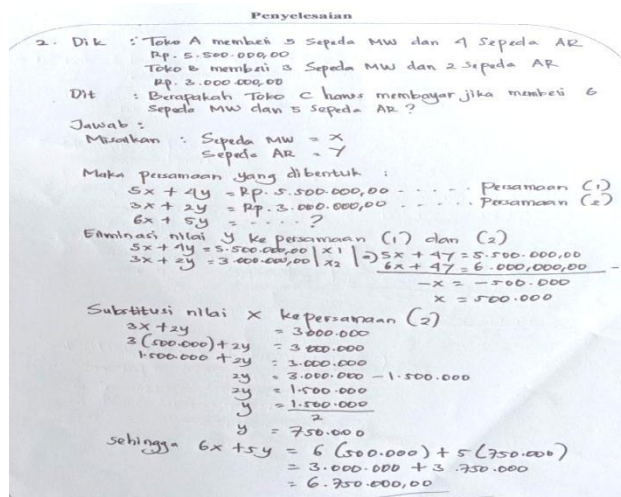 Penyelesaian
2. Dik : Toko A membeli 5 Sepeda MW dan 4 Sepeda AR
Rp. 5.500.000,00
Toko B membeli 3 Sepeda MW dan 2 Sepeda AR
Rp. 3.000.000,00
Dit : Berapakah Toko C harus membayar jika membeli 6
Sepeda MW dan 5 Sepeda AR ?
Jawab :
Misalkan : Sepeda MW = x
Sepeda AR = y
Maka persamaan yang dibentuk :
5x + 4y = Rp. 5.500.000,00 - - - - - Persamaan (1)
3x + 2y = Rp. 3.000.000,00 - - - - - Persamaan (2)
6x + 5y = - - - - ?
Eliminasi nilai y ke persamaan (1) dan (2)
5x + 4y = 5.500.000,00 | x1 | => 5x + 4y = 5.500.000,00
3x + 2y = 3.000.000,00 | x2 | 6x + 4y = 6.000,000,00 -
-x = -500.000
x = 500.000
Substitusi nilai x ke persamaan (2)
3x + 2y = 3000.000
3 (500.000) + 2y = 3.000.000
1.500.000 + 2y = 3.000.000
2y = 3.000.000 - 1.500.000
2y = 1.500.000
y = 1.500.000
2
y = 750.000
sehingga 6x + 5y = 6 (500.000) + 5 (750.000)
= 3.000.000 + 3.750.000
= 6.750.000,00